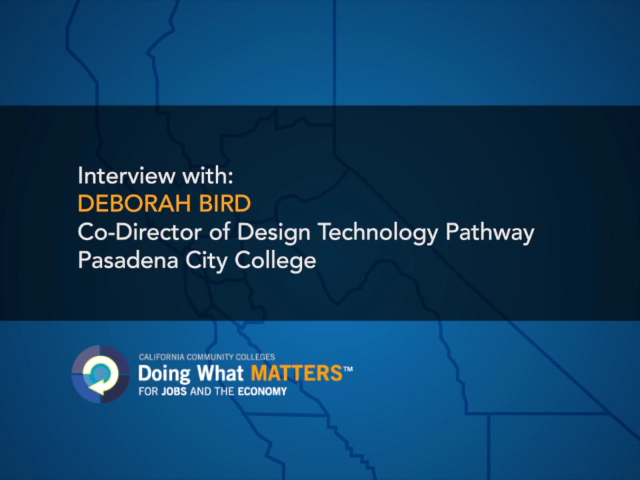 Interview with:
DEBORAH BIRD
Co-Director of Design Technology Pathway
Pasadena City College
CALIFORNIA COMMUNITY COLLEGES
Doing What MATTERS™
FOR JOBS AND THE ECONOMY